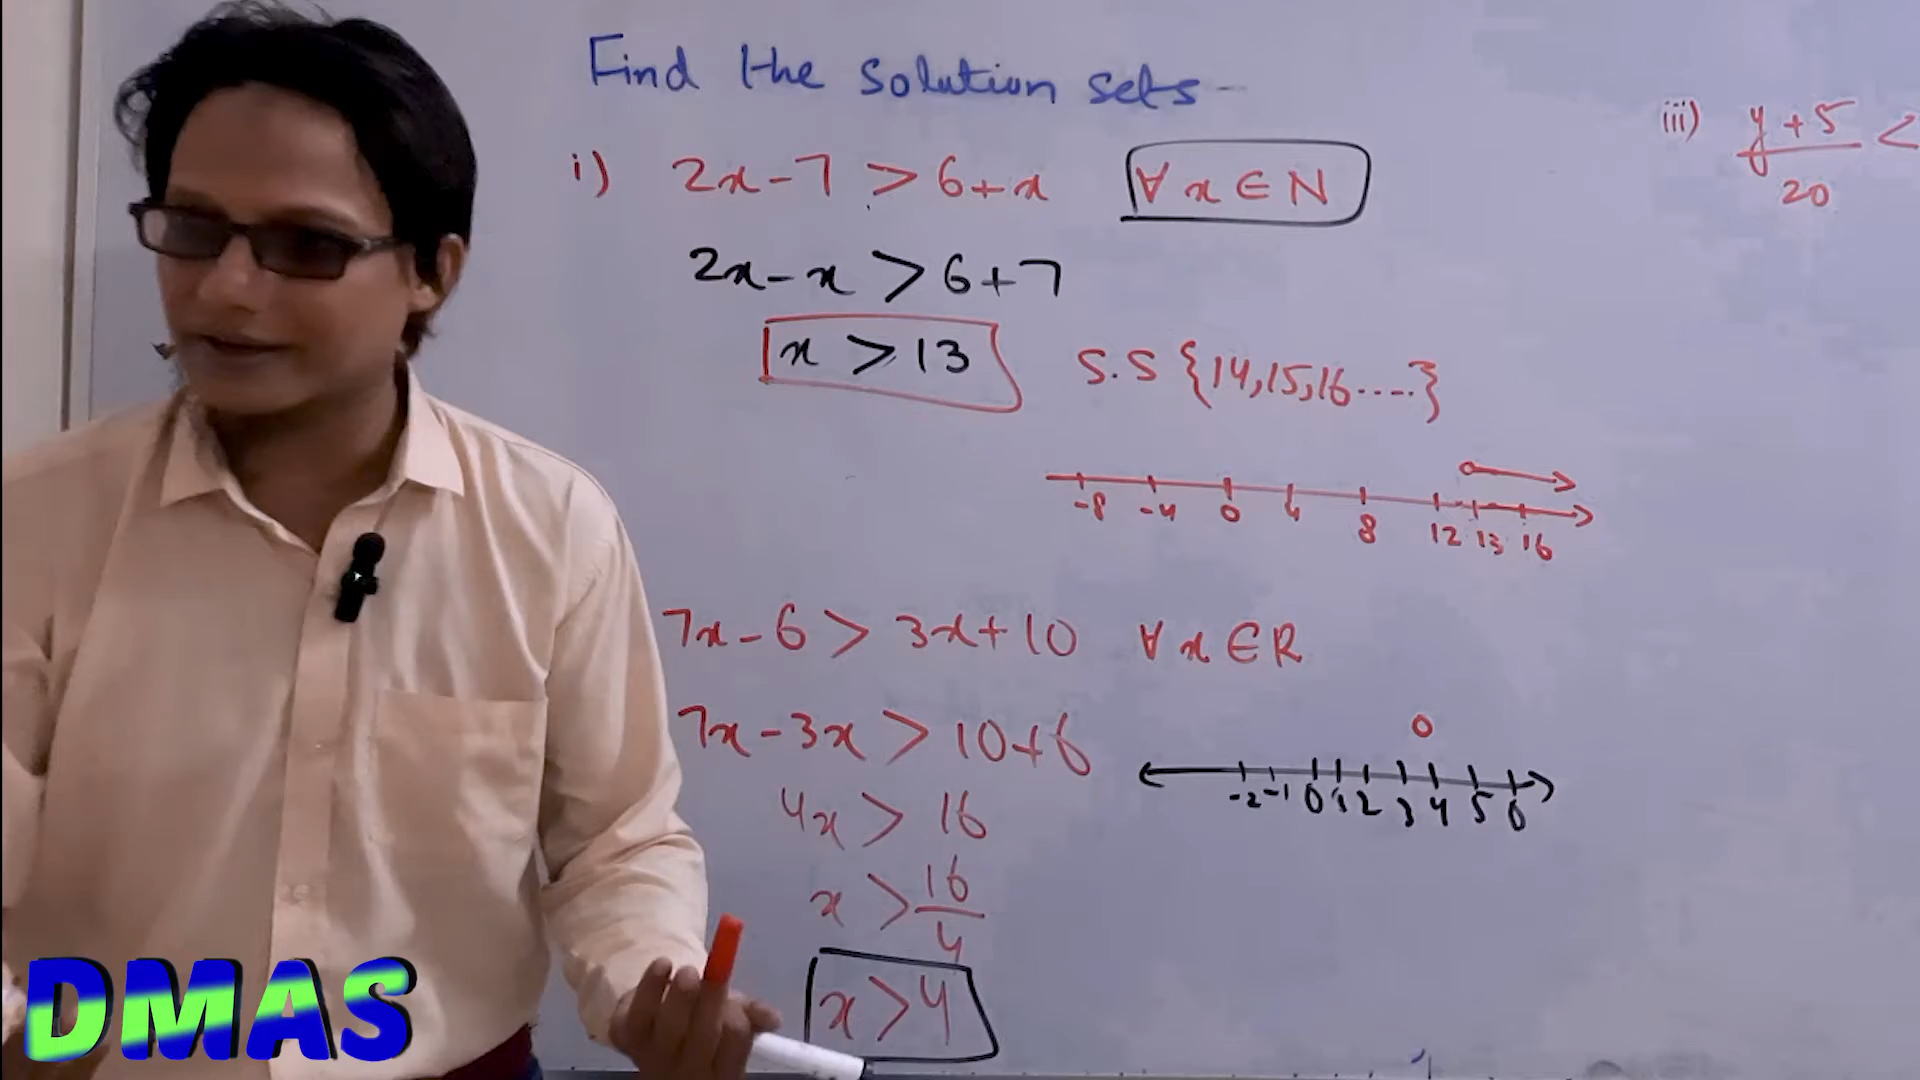 Find the solution sets
i) 2x-7 > 6+x ∀ x ∈ N
2x-x > 6+7
x > 13
S.S {14,15,16....}
-8 -4 0 4 8 12 13 16
7x-6 > 3x+10 ∀ x ∈ R
7x-3x > 10+6
4x > 16
x > 16/4
x > 4
-2 -1 0 1 2 3 4 5 6
iii) y+5/20 <
DMAS